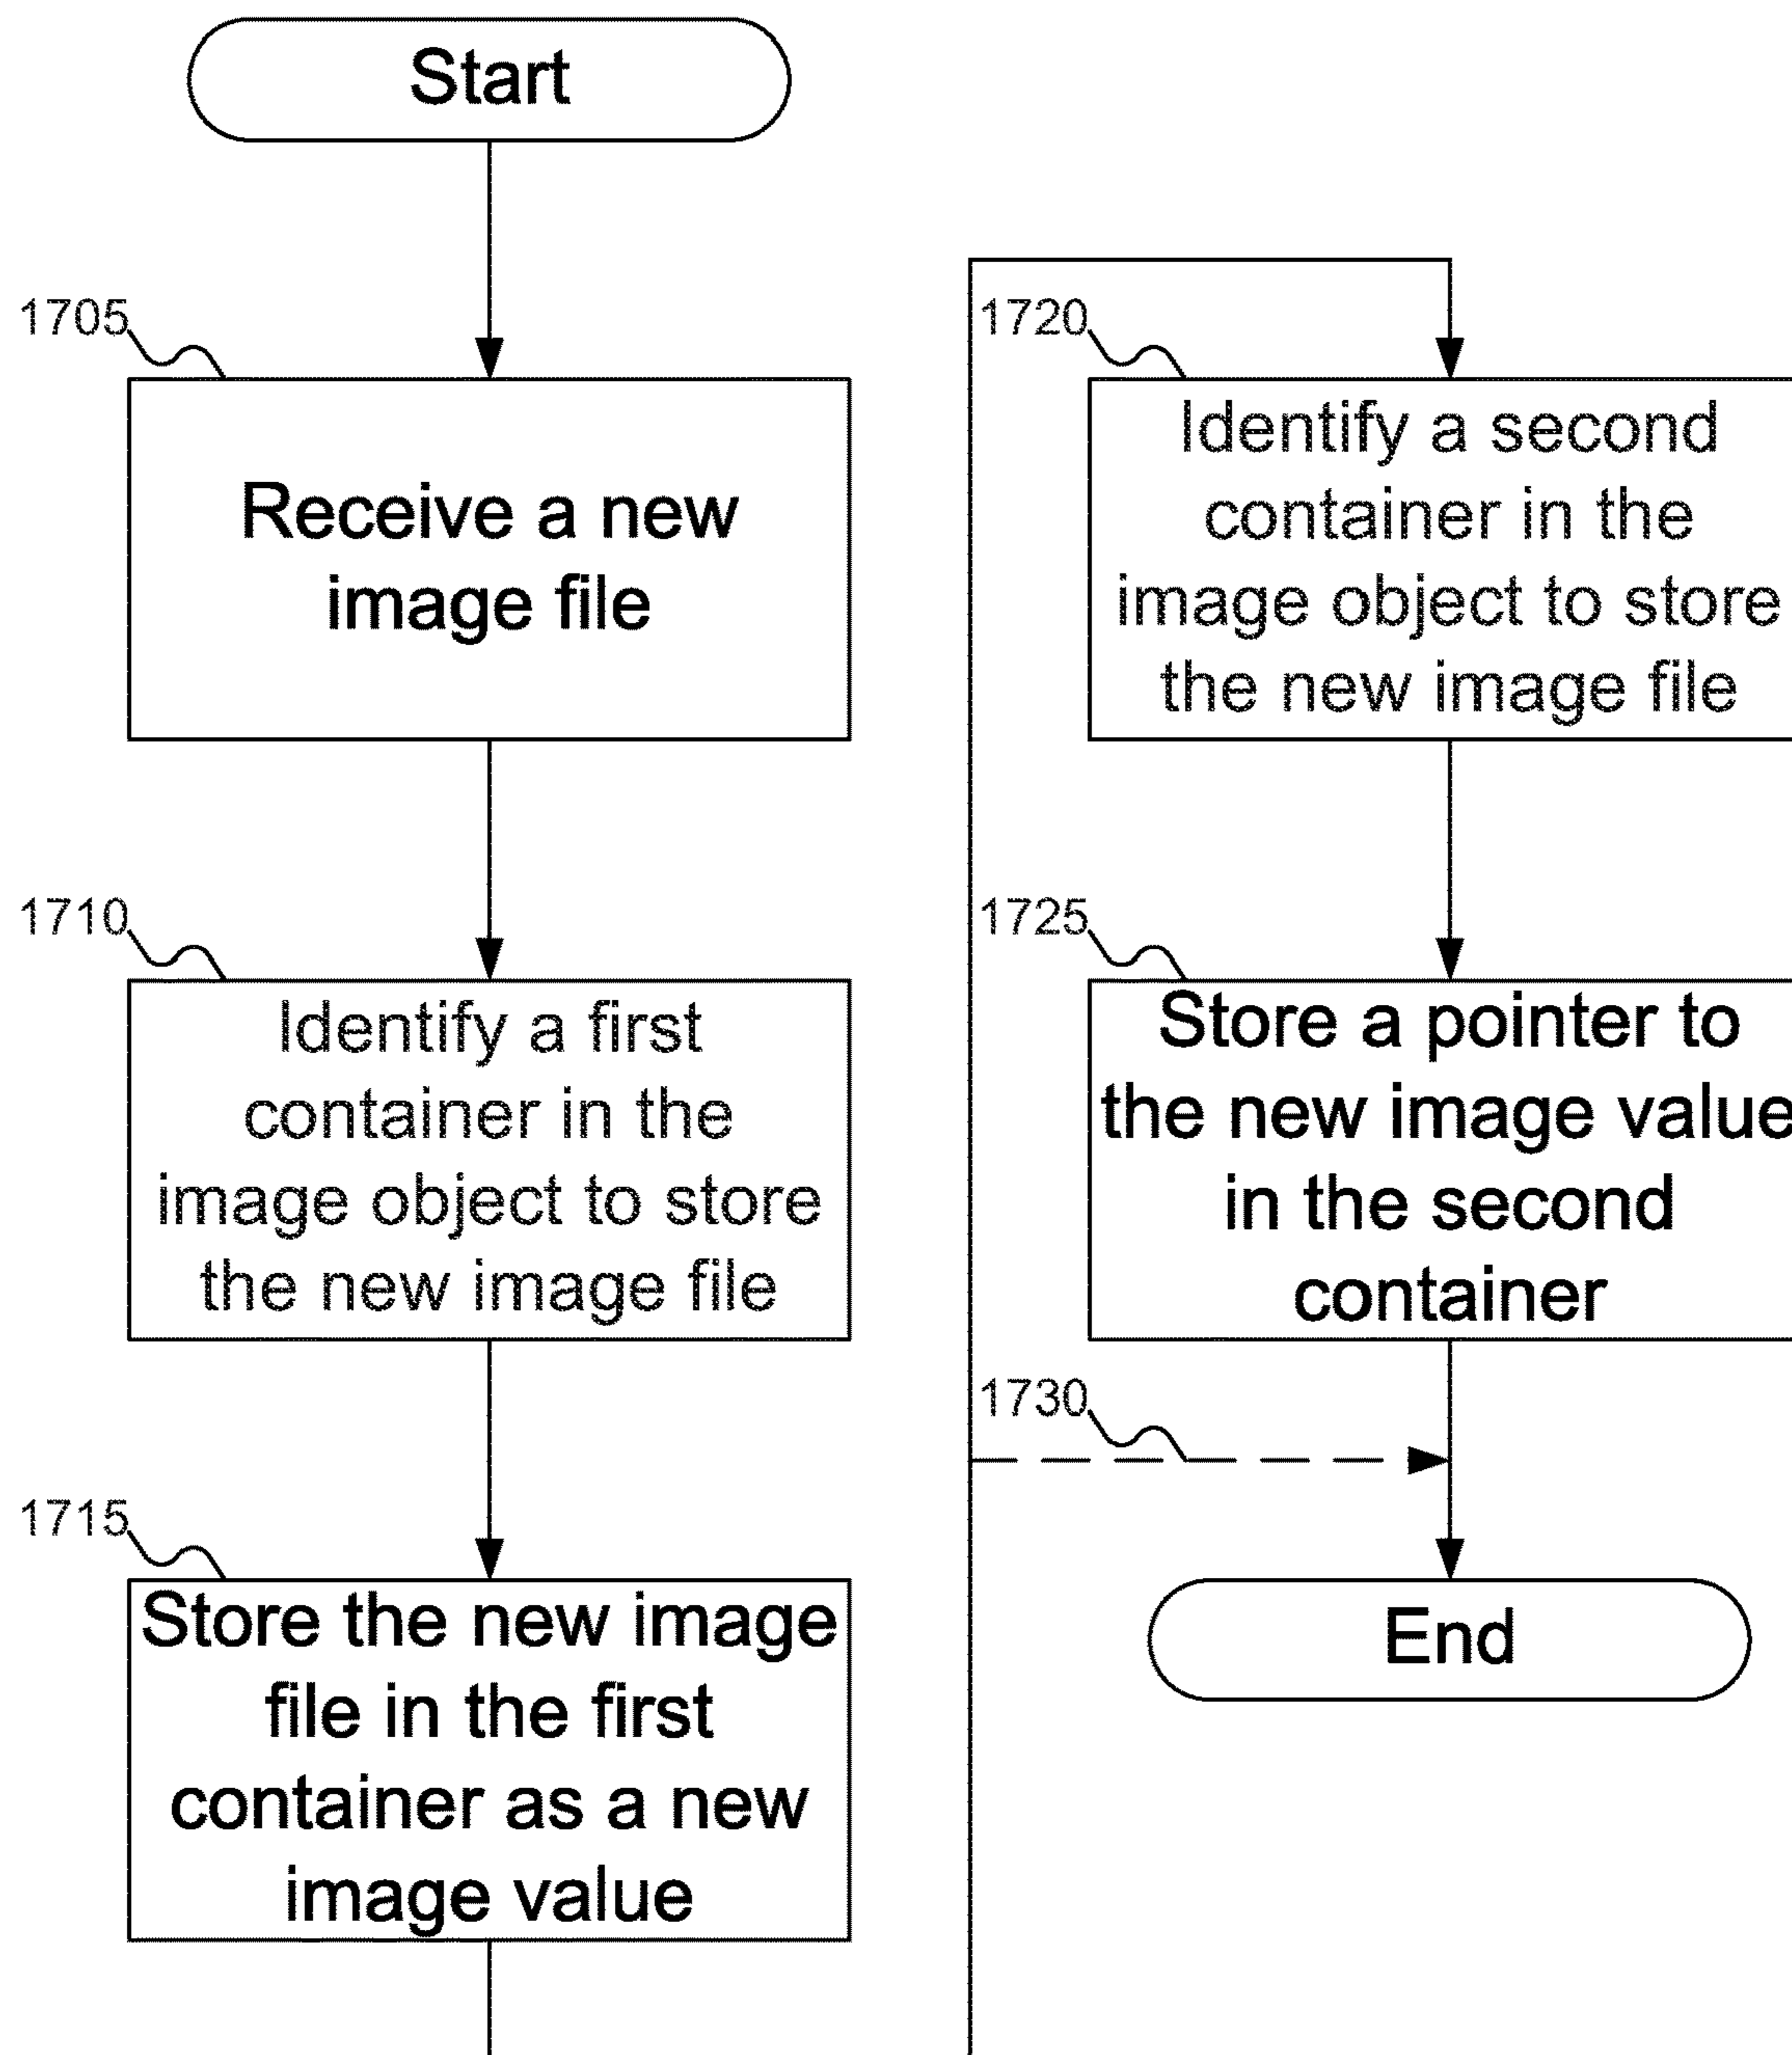 Start
1705
Receive a new
image file
1710
Identify a first
container in the
image object to store
the new image file
1715
Store the new image
file in the first
container as a new
image value
1720
Identify a second
container in the
image object to store
the new image file
1725
Store a pointer to
the new image value
in the second
container
1730
End